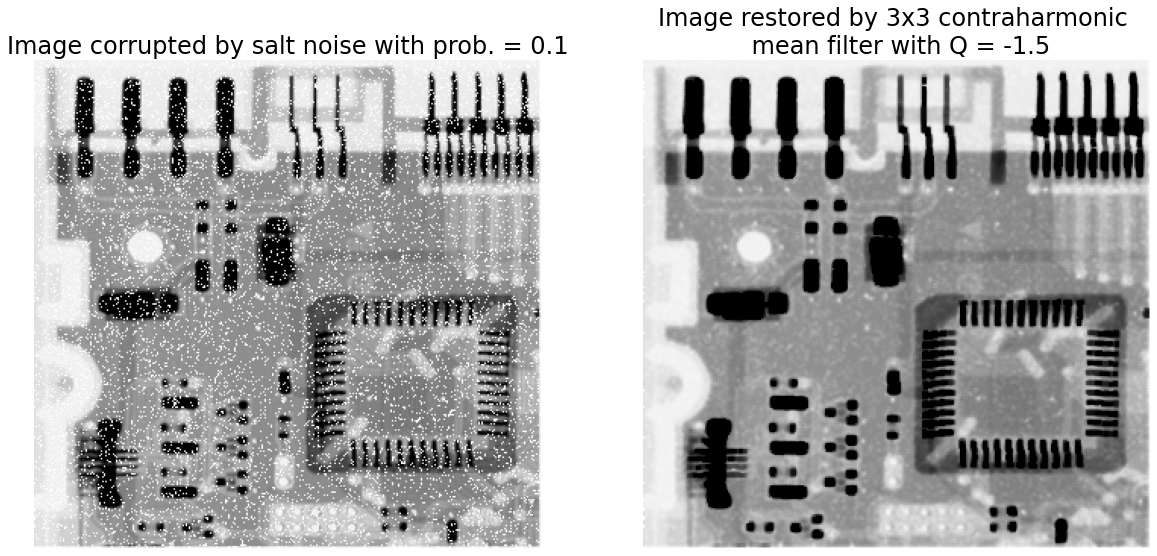 Image corrupted by salt noise with prob. = 0.1
Image restored by 3x3 contraharmonic
mean filter with Q = -1.5